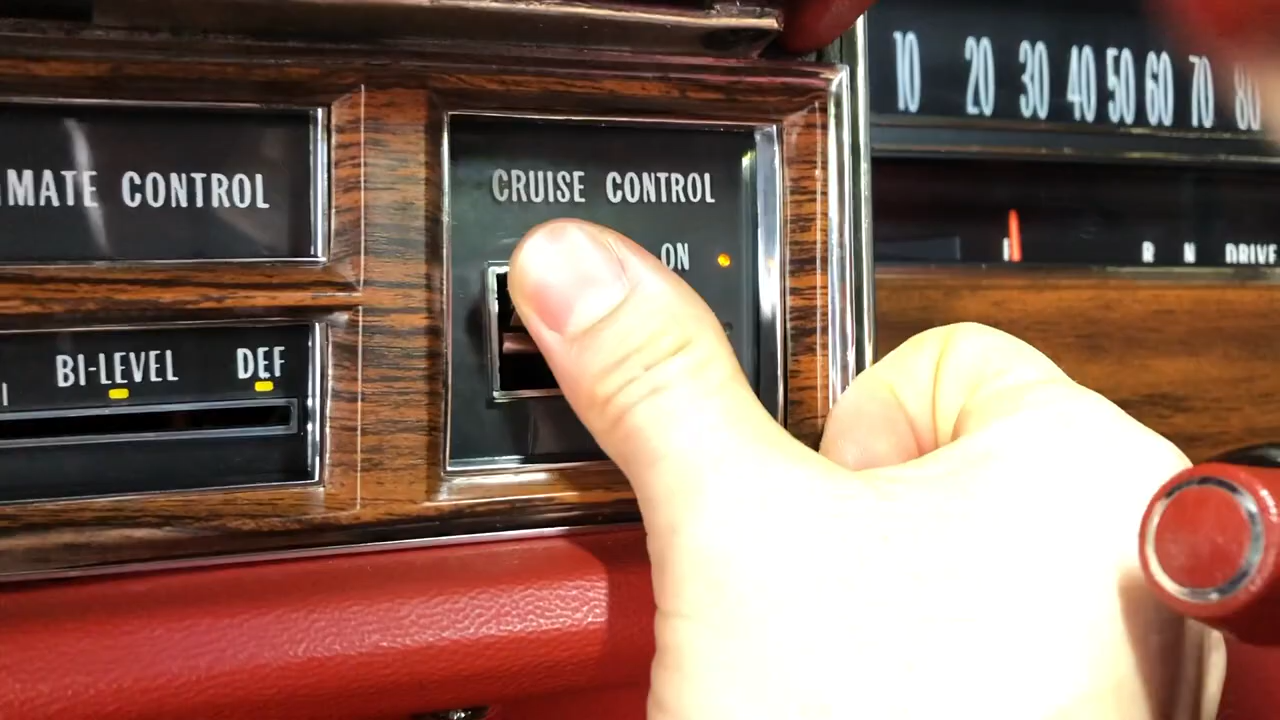 10 20 30 40 50 60 70 80
MATE CONTROL
CRUISE CONTROL
ON
BI-LEVEL DEF
R N DRIVE